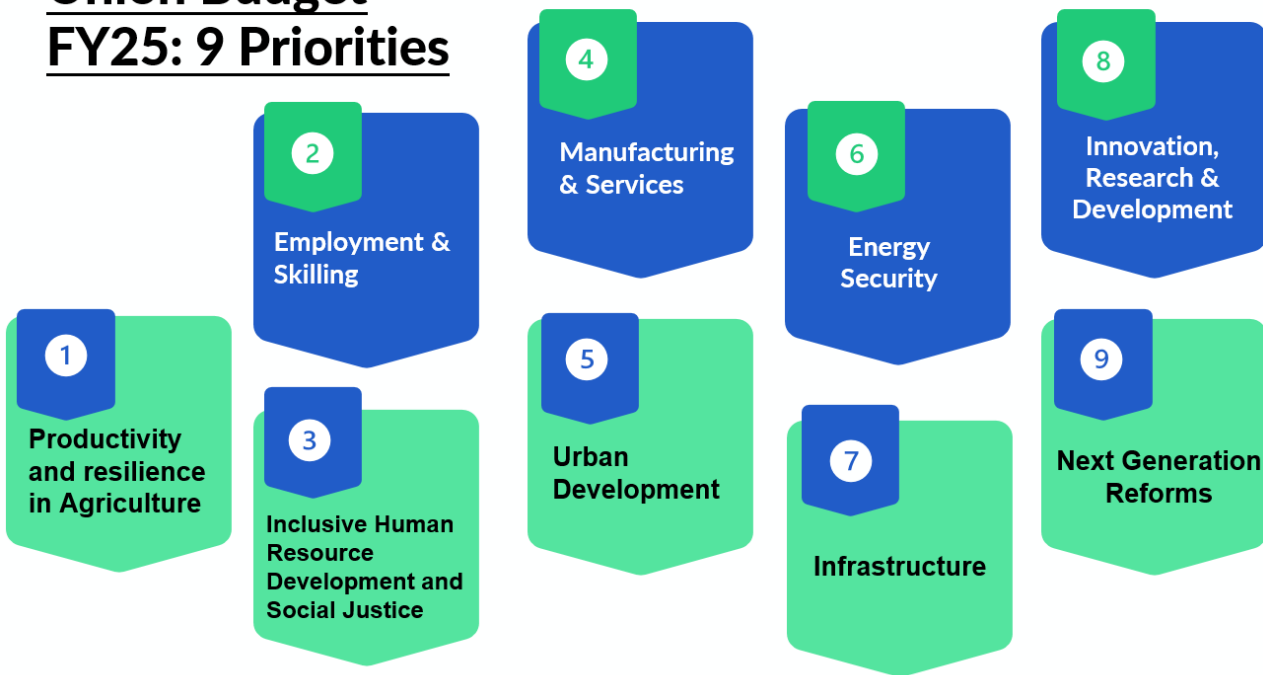 Union Budget
FY25: 9 Priorities
1
Productivity
and resilience
in Agriculture
2
Employment &
Skilling
3
Inclusive Human
Resource
Development and
Social Justice
4
Manufacturing
& Services
5
Urban
Development
6
Energy
Security
7
Infrastructure
8
Innovation,
Research &
Development
9
Next Generation
Reforms